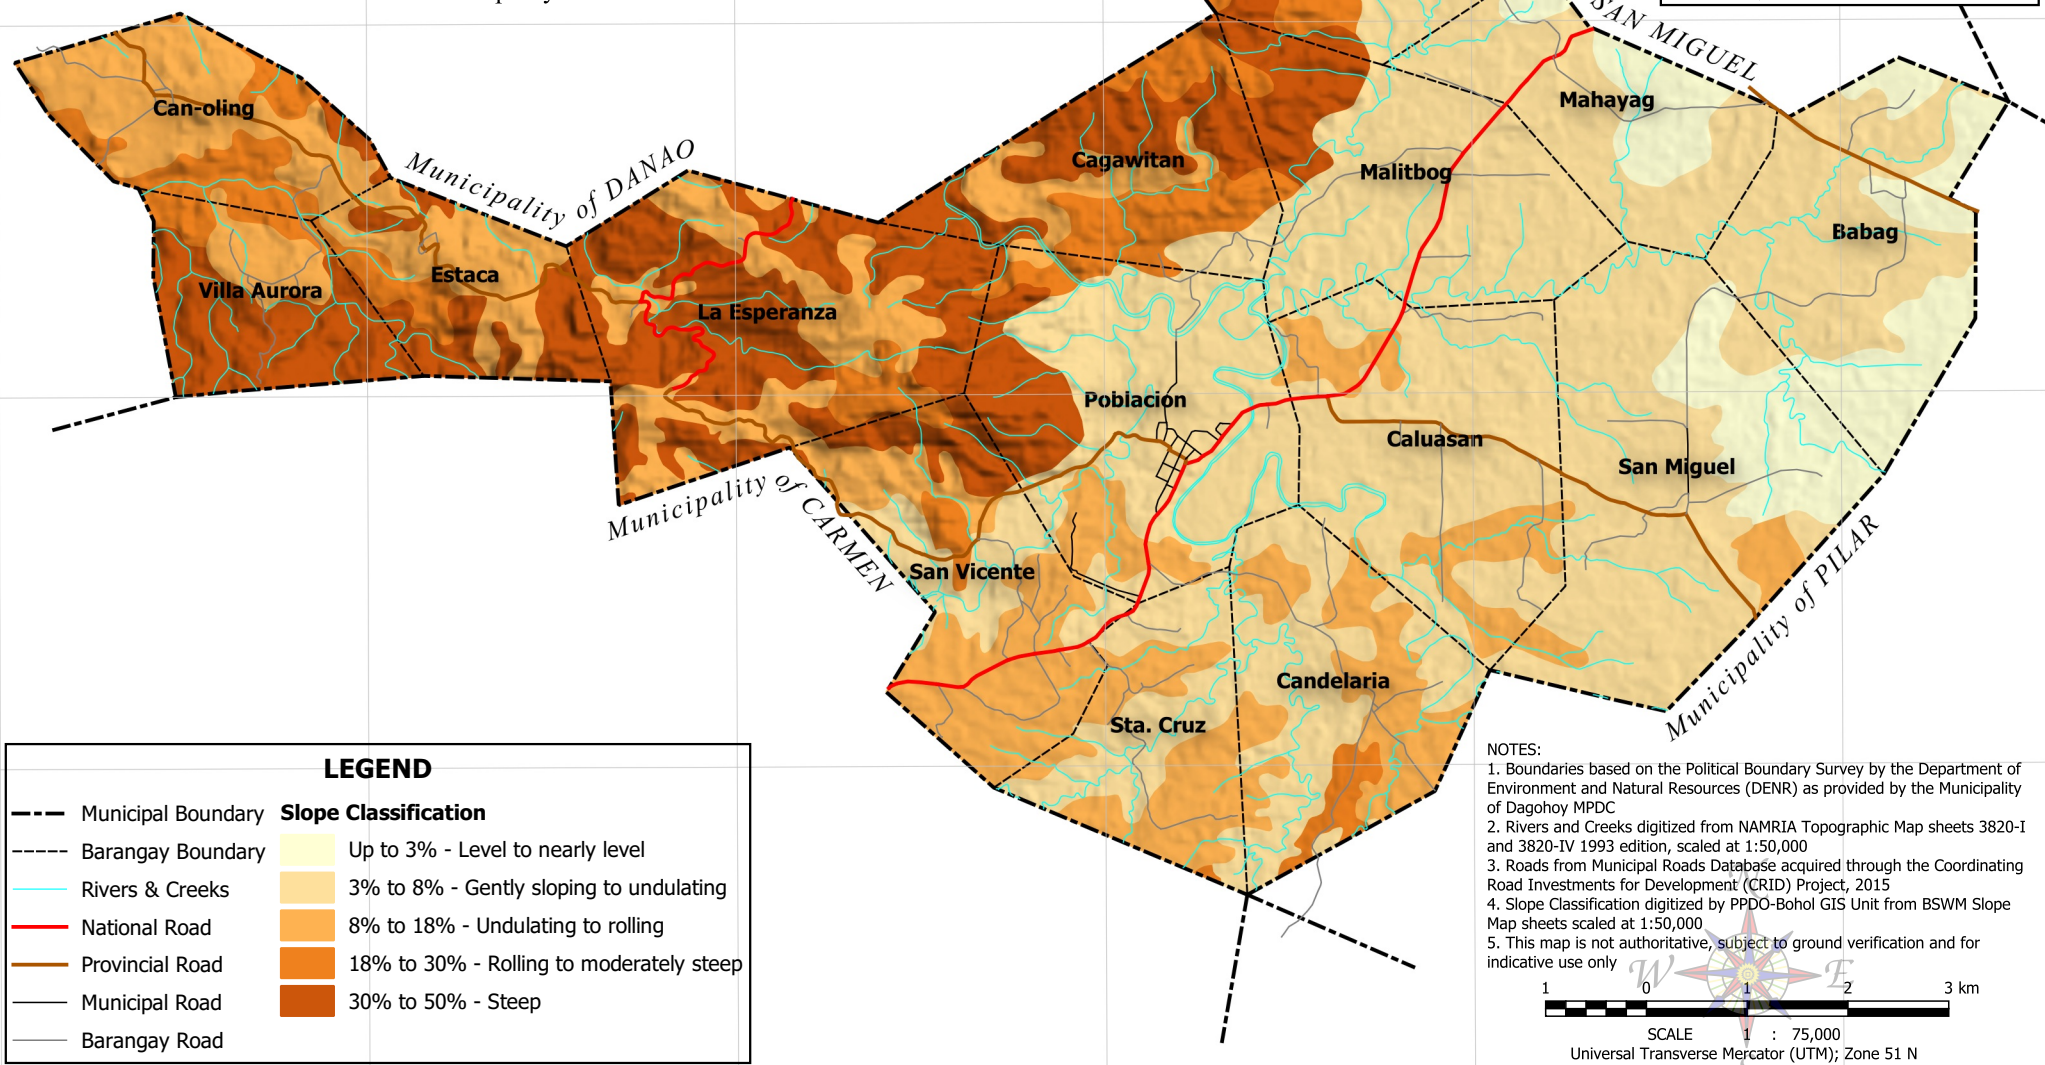 SAN MIGUEL
Can-oling
Mahayag
Municipality of DANAO
Cagawitan
Malitbog
Babag
Estaca
Villa Aurora
La Esperanza
Poblacion
Caluasan
San Miguel
Municipality of CARMEN
San Vicente
Municipality of PILAR
Candelaria
Sta. Cruz
LEGEND
Municipal Boundary
Barangay Boundary
Rivers & Creeks
National Road
Provincial Road
Municipal Road
Barangay Road
Slope Classification
Up to 3% - Level to nearly level
3% to 8% - Gently sloping to undulating
8% to 18% - Undulating to rolling
18% to 30% - Rolling to moderately steep
30% to 50% - Steep
NOTES:
1. Boundaries based on the Political Boundary Survey by the Department of
Environment and Natural Resources (DENR) as provided by the Municipality
of Dagohoy MPDC
2. Rivers and Creeks digitized from NAMRIA Topographic Map sheets 3820-I
and 3820-IV 1993 edition, scaled at 1:50,000
3. Roads from Municipal Roads Database acquired through the Coordinating
Road Investments for Development (CRID) Project, 2015
4. Slope Classification digitized by PPDO-Bohol GIS Unit from BSWM Slope
Map sheets scaled at 1:50,000
5. This map is not authoritative, subject to ground verification and for
indicative use only
N
W E
1 0 1 2 3 km
SCALE 1 : 75,000
Universal Transverse Mercator (UTM); Zone 51 N